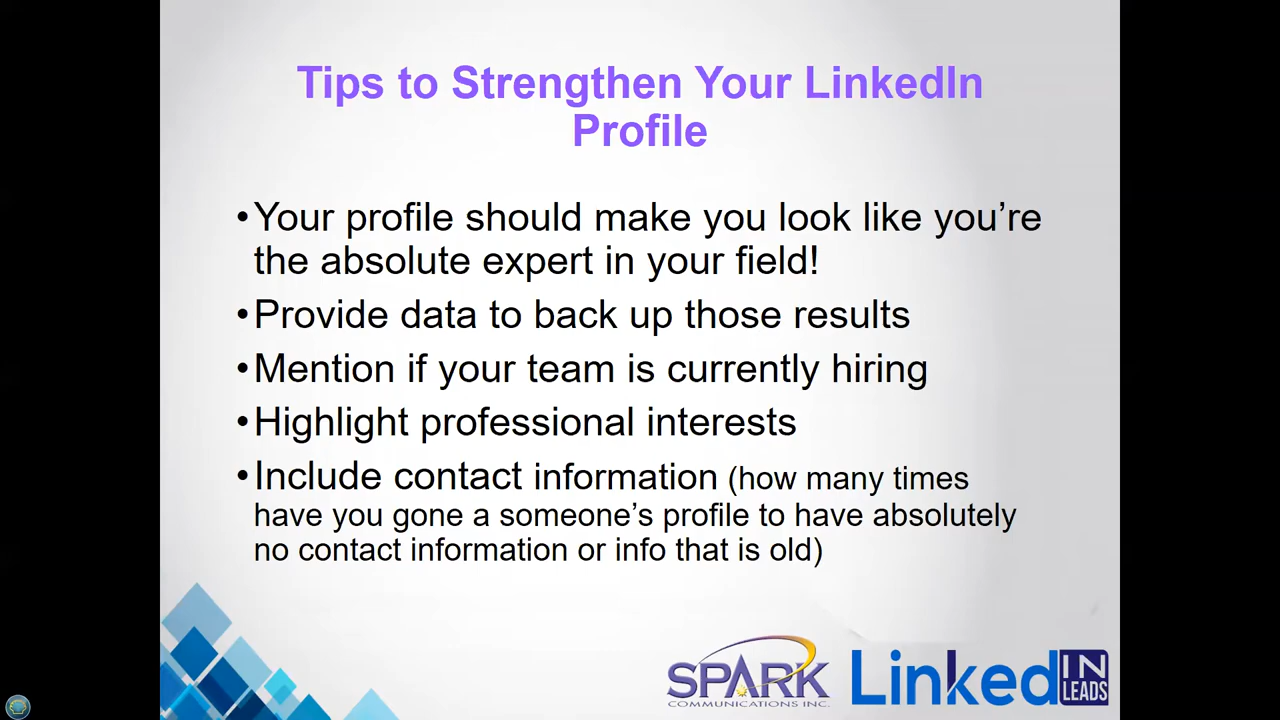 Tips to Strengthen Your LinkedIn
Profile
•Your profile should make you look like you’re
the absolute expert in your field!
•Provide data to back up those results
•Mention if your team is currently hiring
•Highlight professional interests
•Include contact information (how many times
have you gone a someone’s profile to have absolutely
no contact information or info that is old)
SPARK
COMMUNICATIONS INC.
Linked IN
LEADS